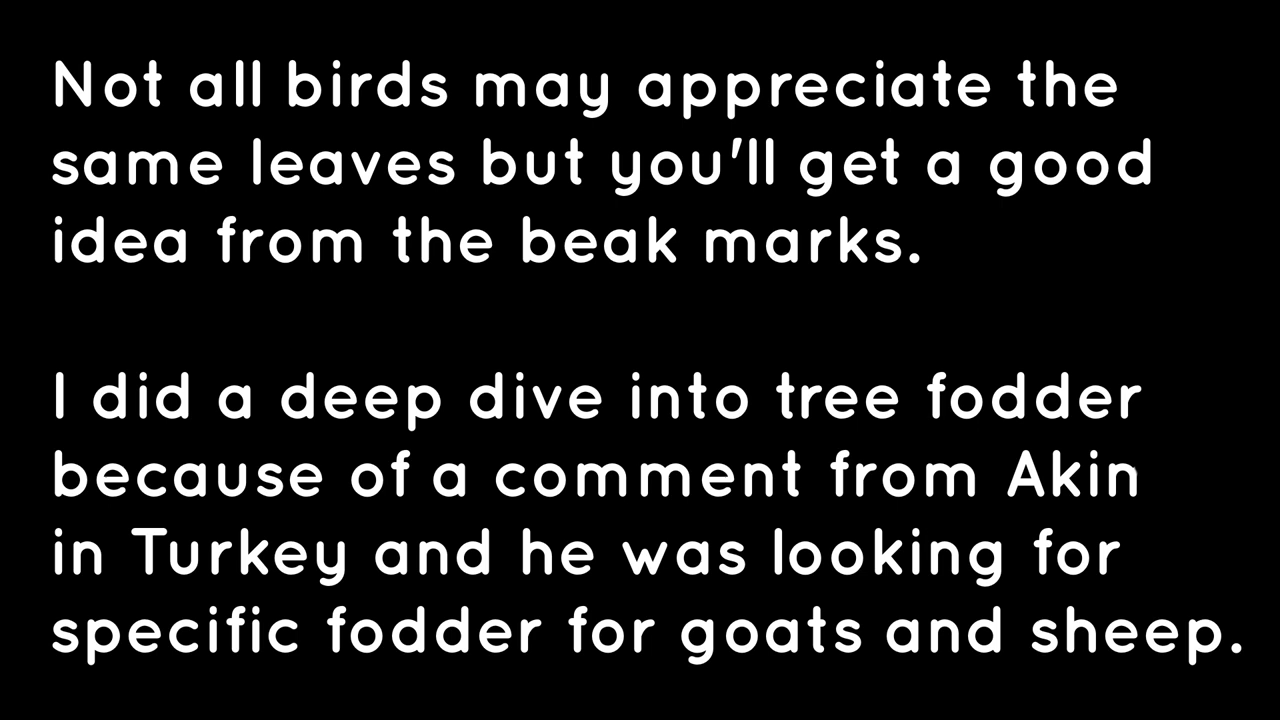 Not all birds may appreciate the
same leaves but you'll get a good
idea from the beak marks.
I did a deep dive into tree fodder
because of a comment from Akin
in Turkey and he was looking for
specific fodder for goats and sheep.